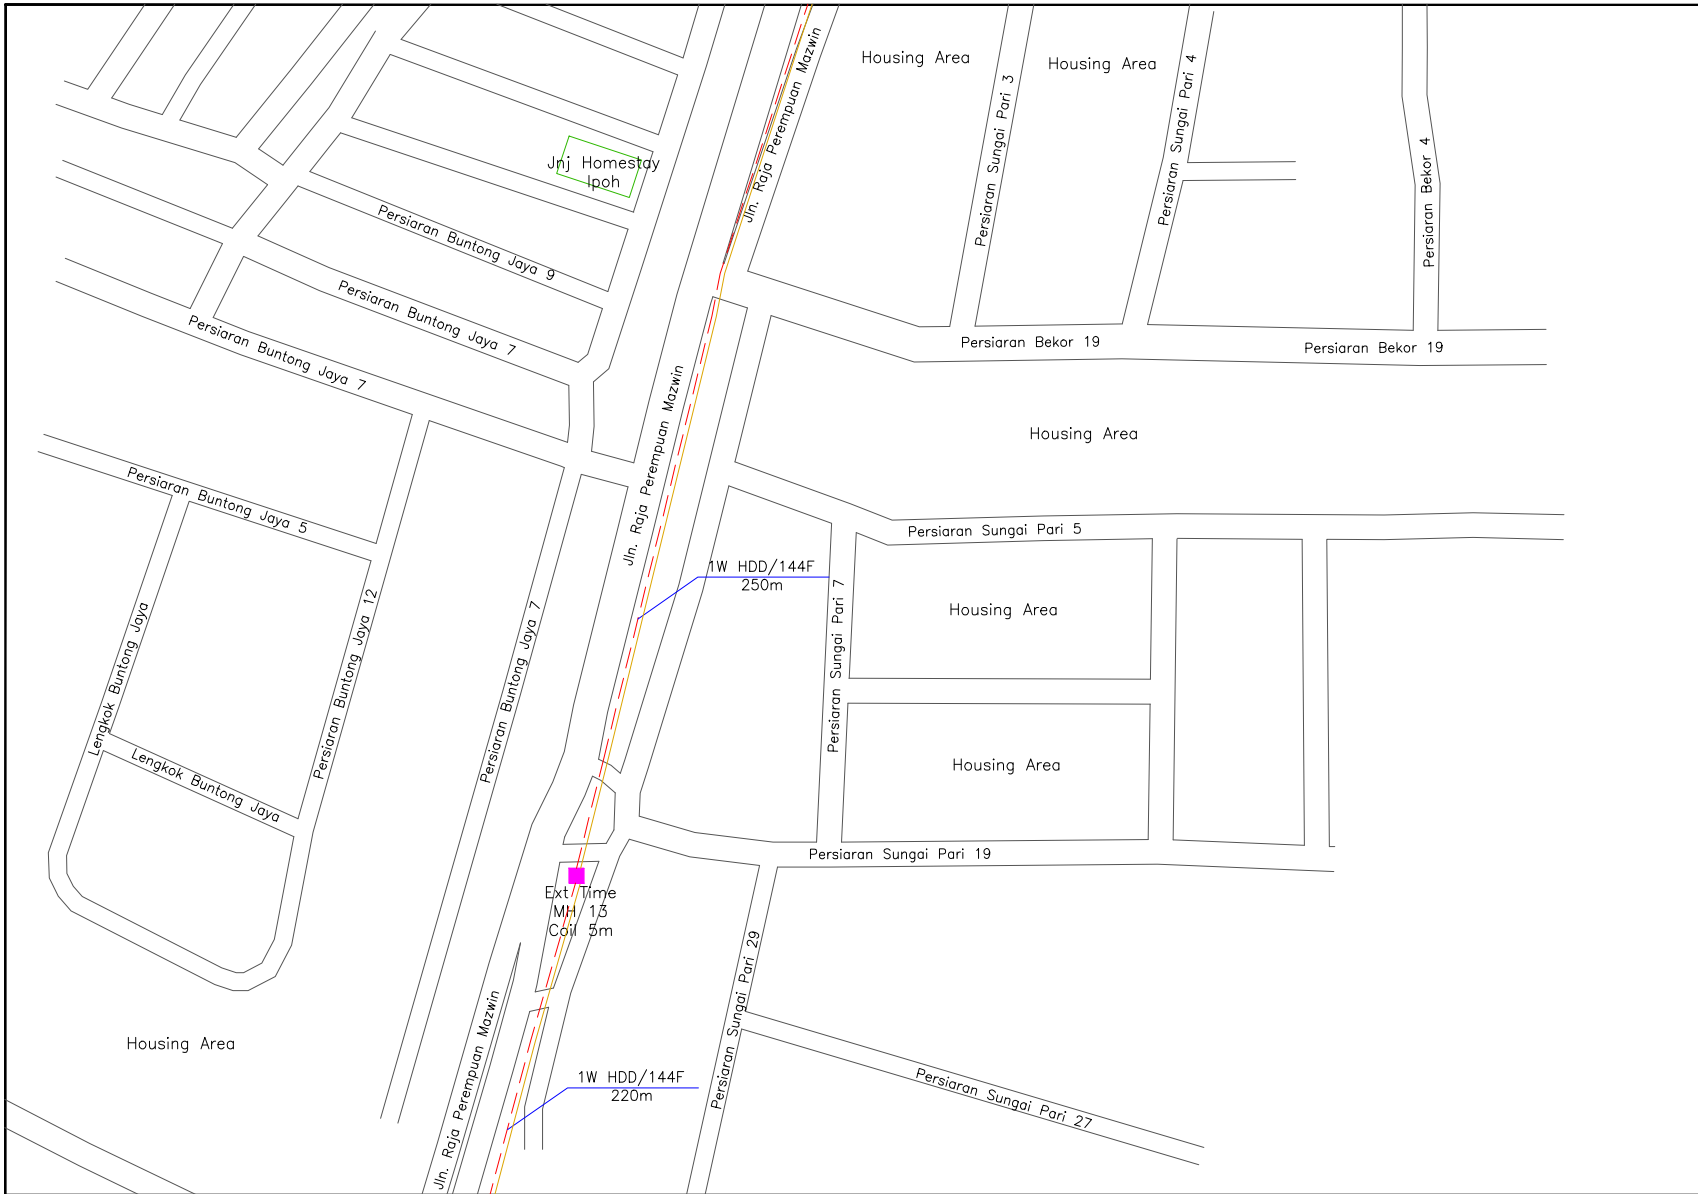 Housing Area
Housing Area
Jln. Raja Perempuan Mazwin
Persiaran Sungai Pari 3
Persiaran Sungai Pari 4
Persiaran Bekor 4
Jnj Homestay
Ipoh
Persiaran Buntong Jaya 9
Persiaran Buntong Jaya 7
Persiaran Buntong Jaya 7
Persiaran Bekor 19
Persiaran Bekor 19
Jln. Raja Perempuan Mazwin
Housing Area
Persiaran Buntong Jaya 5
Persiaran Sungai Pari 5
1W HDD/144F
250m
Persiaran Sungai Pari 7
Housing Area
Lengkok Buntong Jaya
Persiaran Buntong Jaya 12
Persiaran Buntong Jaya 7
Lengkok Buntong Jaya
Housing Area
Persiaran Sungai Pari 19
Ext Time
MH 13
Coil 5m
Persiaran Sungai Pari 29
Housing Area
Jln. Raja Perempuan Mazwin
1W HDD/144F
220m
Persiaran Sungai Pari 27